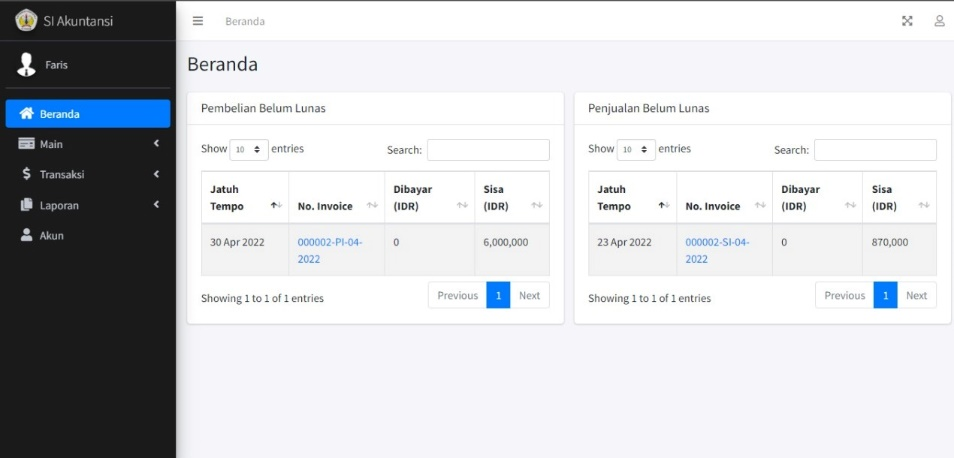 SI Akuntansi
Beranda
Faris
Beranda
Main
Transaksi
Laporan
Akun
Beranda
Pembelian Belum Lunas
Show 10 entries Search:
Jatuh Tempo No. Invoice Dibayar (IDR) Sisa (IDR)
30 Apr 2022 000002-PI-04-2022 0 6,000,000
Showing 1 to 1 of 1 entries Previous 1 Next
Penjualan Belum Lunas
Show 10 entries Search:
Jatuh Tempo No. Invoice Dibayar (IDR) Sisa (IDR)
23 Apr 2022 000002-SI-04-2022 0 870,000
Showing 1 to 1 of 1 entries Previous 1 Next